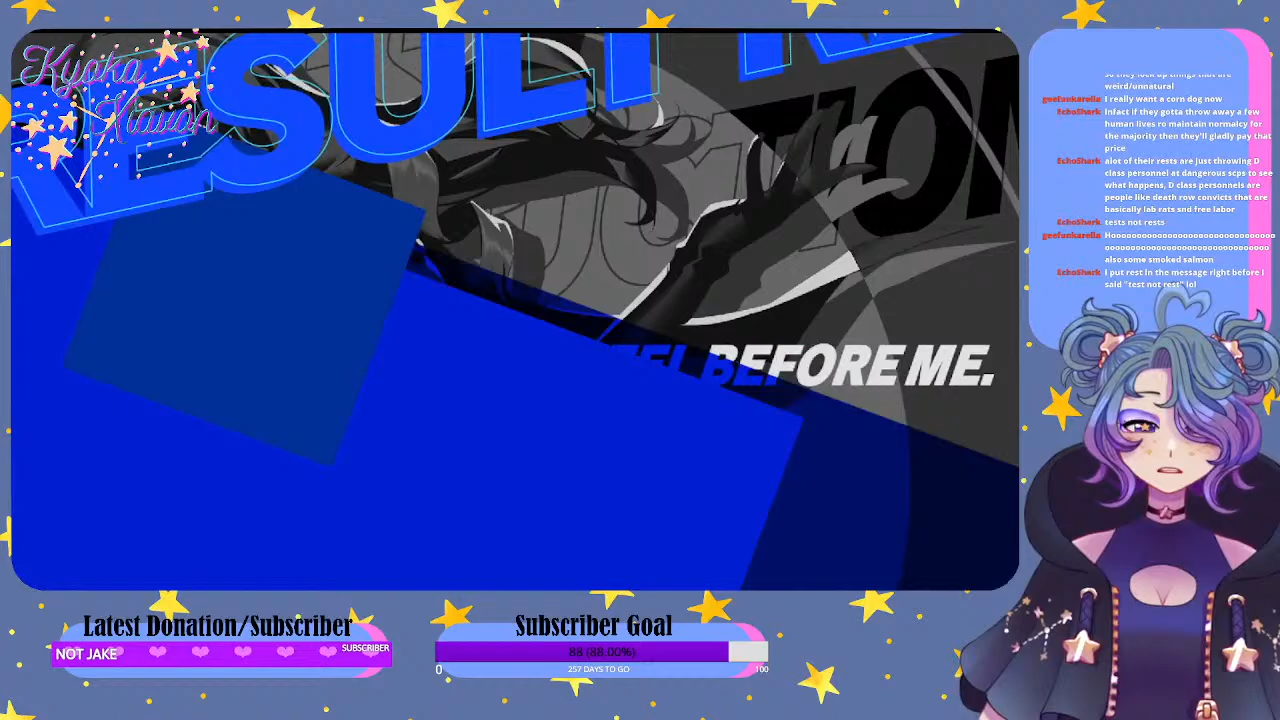 Kyoka
RESULT
TION
BEFORE ME.
so they lock up things that are
weird/unnatural
geefunkarella I really want a corn dog now
EchoShark Infact if they gotta throw away a few
human lives ro maintain normalcy for
the majority then they'll gladly pay that
price
EchoShark alot of their rests are just throwing D
class personnel at dangerous scps to see
what happens, D class personnels are
people like death row convicts that are
basically lab rats snd free labor
EchoShark tests not rests
geefunkarella
also some smoked salmon
EchoShark I put rest in the message right before I
said "test not rest" lol
Latest Donation/Subscriber
NOT JAKE
SUBSCRIBER
Subscriber Goal
88 (88.00%)
0
257 DAYS TO GO
100